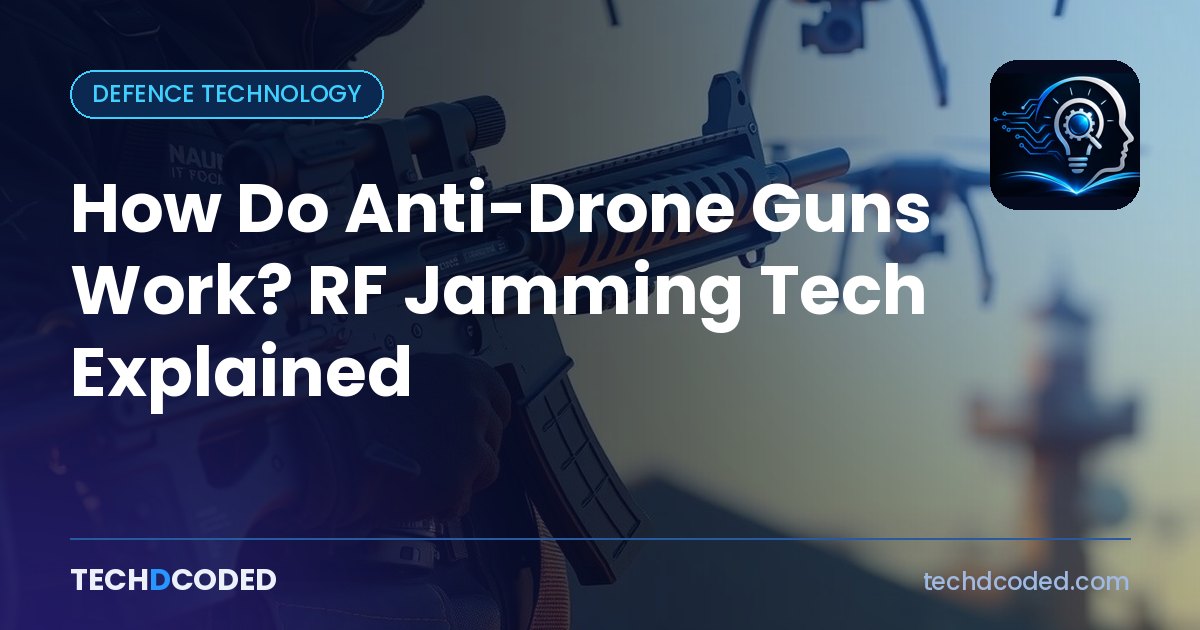 DEFENCE TECHNOLOGY
How Do Anti-Drone Guns
Work? RF Jamming Tech
Explained
TECHDCODED
techdcoded.com